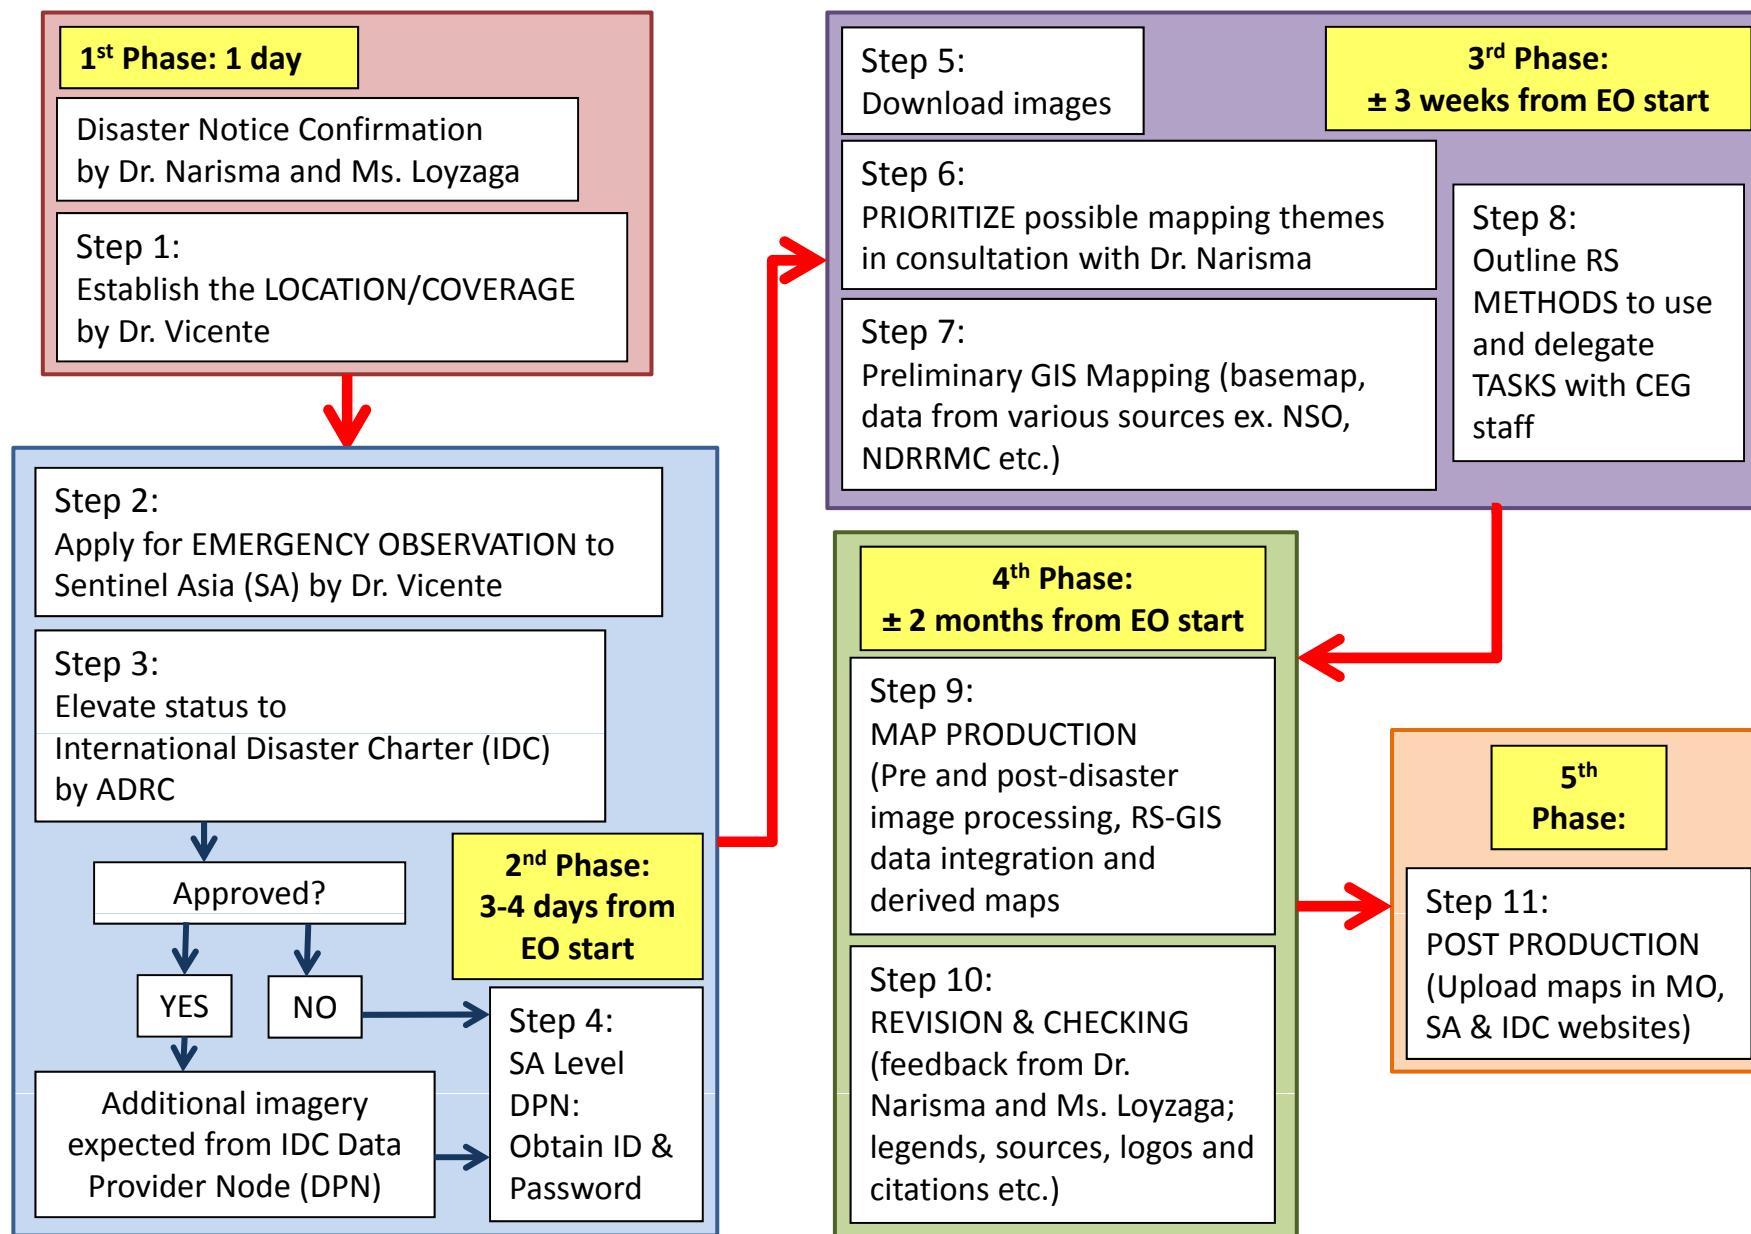 1st Phase: 1 day
Disaster Notice Confirmation
by Dr. Narisma and Ms. Loyzaga
Step 1:
Establish the LOCATION/COVERAGE
by Dr. Vicente
Step 2:
Apply for EMERGENCY OBSERVATION to
Sentinel Asia (SA) by Dr. Vicente
Step 3:
Elevate status to
International Disaster Charter (IDC)
by ADRC
Approved?
YES
NO
Additional imagery
expected from IDC Data
Provider Node (DPN)
2nd Phase:
3-4 days from
EO start
Step 4:
SA Level
DPN:
Obtain ID &
Password
3rd Phase:
± 3 weeks from EO start
Step 5:
Download images
Step 6:
PRIORITIZE possible mapping themes
in consultation with Dr. Narisma
Step 7:
Preliminary GIS Mapping (basemap,
data from various sources ex. NSO,
NDRRMC etc.)
Step 8:
Outline RS
METHODS to use
and delegate
TASKS with CEG
staff
4th Phase:
± 2 months from EO start
Step 9:
MAP PRODUCTION
(Pre and post-disaster
image processing, RS-GIS
data integration and
derived maps
Step 10:
REVISION & CHECKING
(feedback from Dr.
Narisma and Ms. Loyzaga;
legends, sources, logos and
citations etc.)
5th
Phase:
Step 11:
POST PRODUCTION
(Upload maps in MO,
SA & IDC websites)